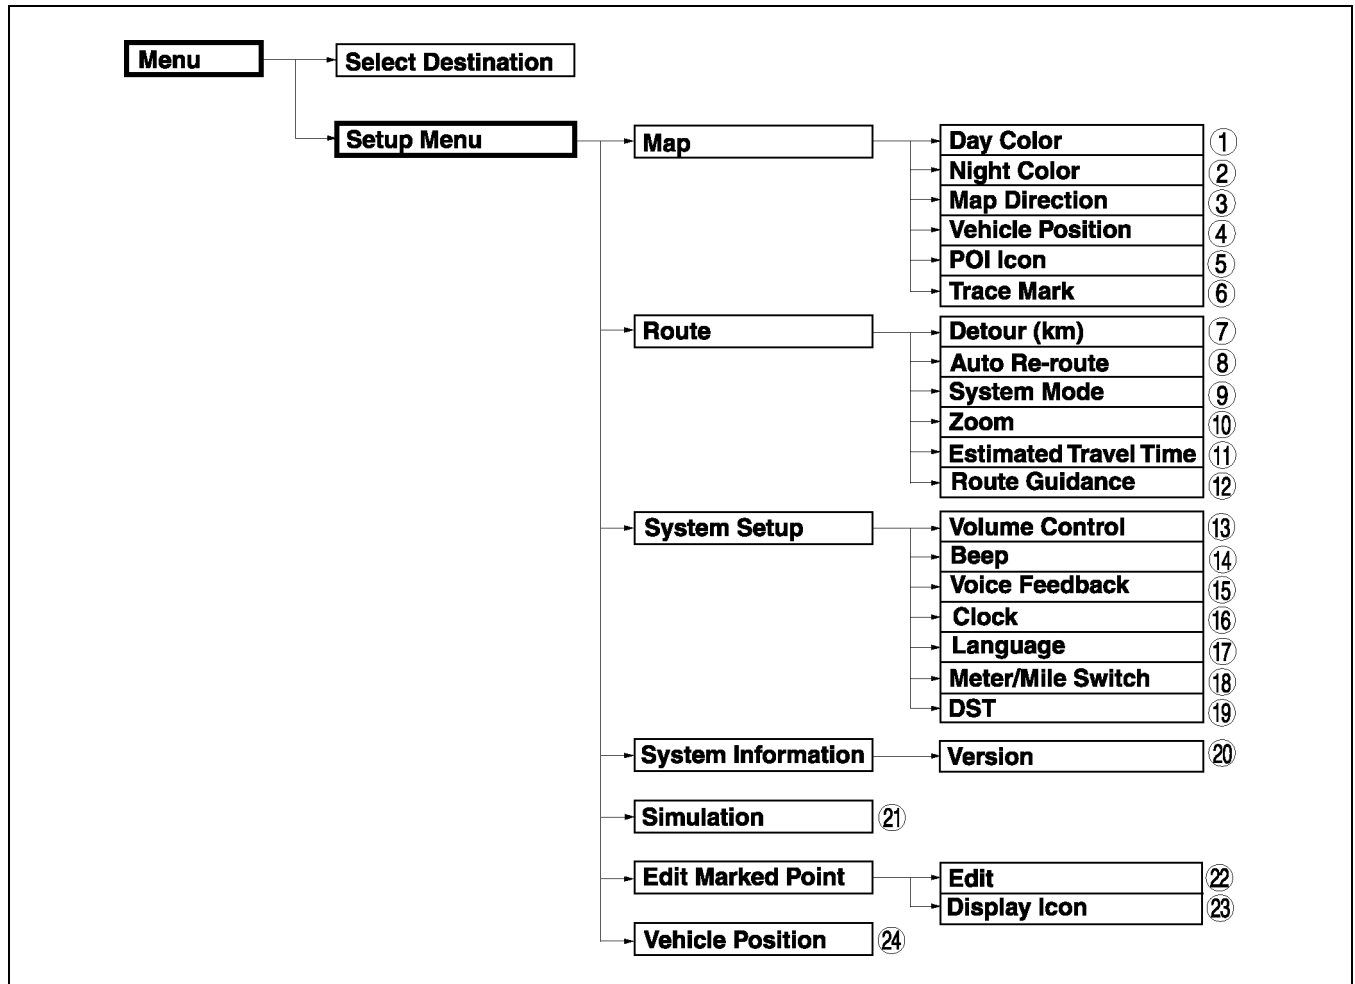 Menu
Select Destination
Setup Menu
Map
Day Color ①
Night Color ②
Map Direction ③
Vehicle Position ④
POI Icon ⑤
Trace Mark ⑥
Route
Detour (km) ⑦
Auto Re-route ⑧
System Mode ⑨
Zoom ⑩
Estimated Travel Time ⑪
Route Guidance ⑫
System Setup
Volume Control ⑬
Beep ⑭
Voice Feedback ⑮
Clock ⑯
Language ⑰
Meter/Mile Switch ⑱
DST ⑲
System Information
Version ⑳
Simulation ㉑
Edit Marked Point
Edit ㉒
Display Icon ㉓
Vehicle Position ㉔